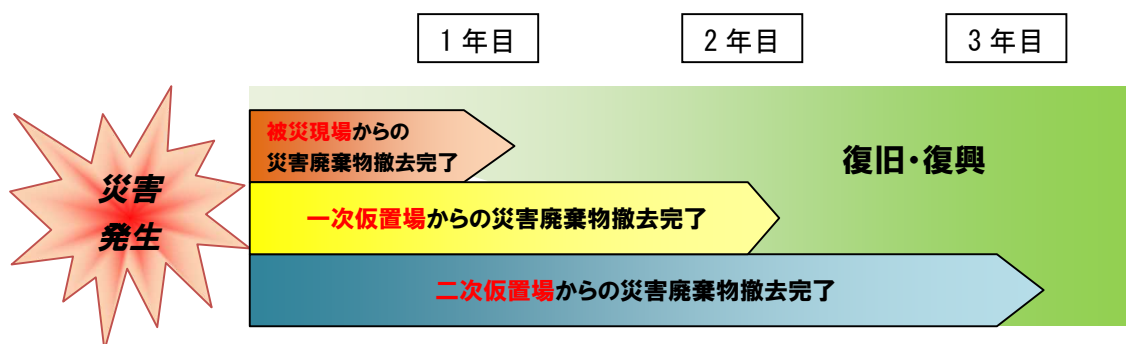 1年目
2年目
3年目
災害
発生
被災現場からの
災害廃棄物撤去完了
一次仮置場からの災害廃棄物撤去完了
二次仮置場からの災害廃棄物撤去完了
復旧・復興